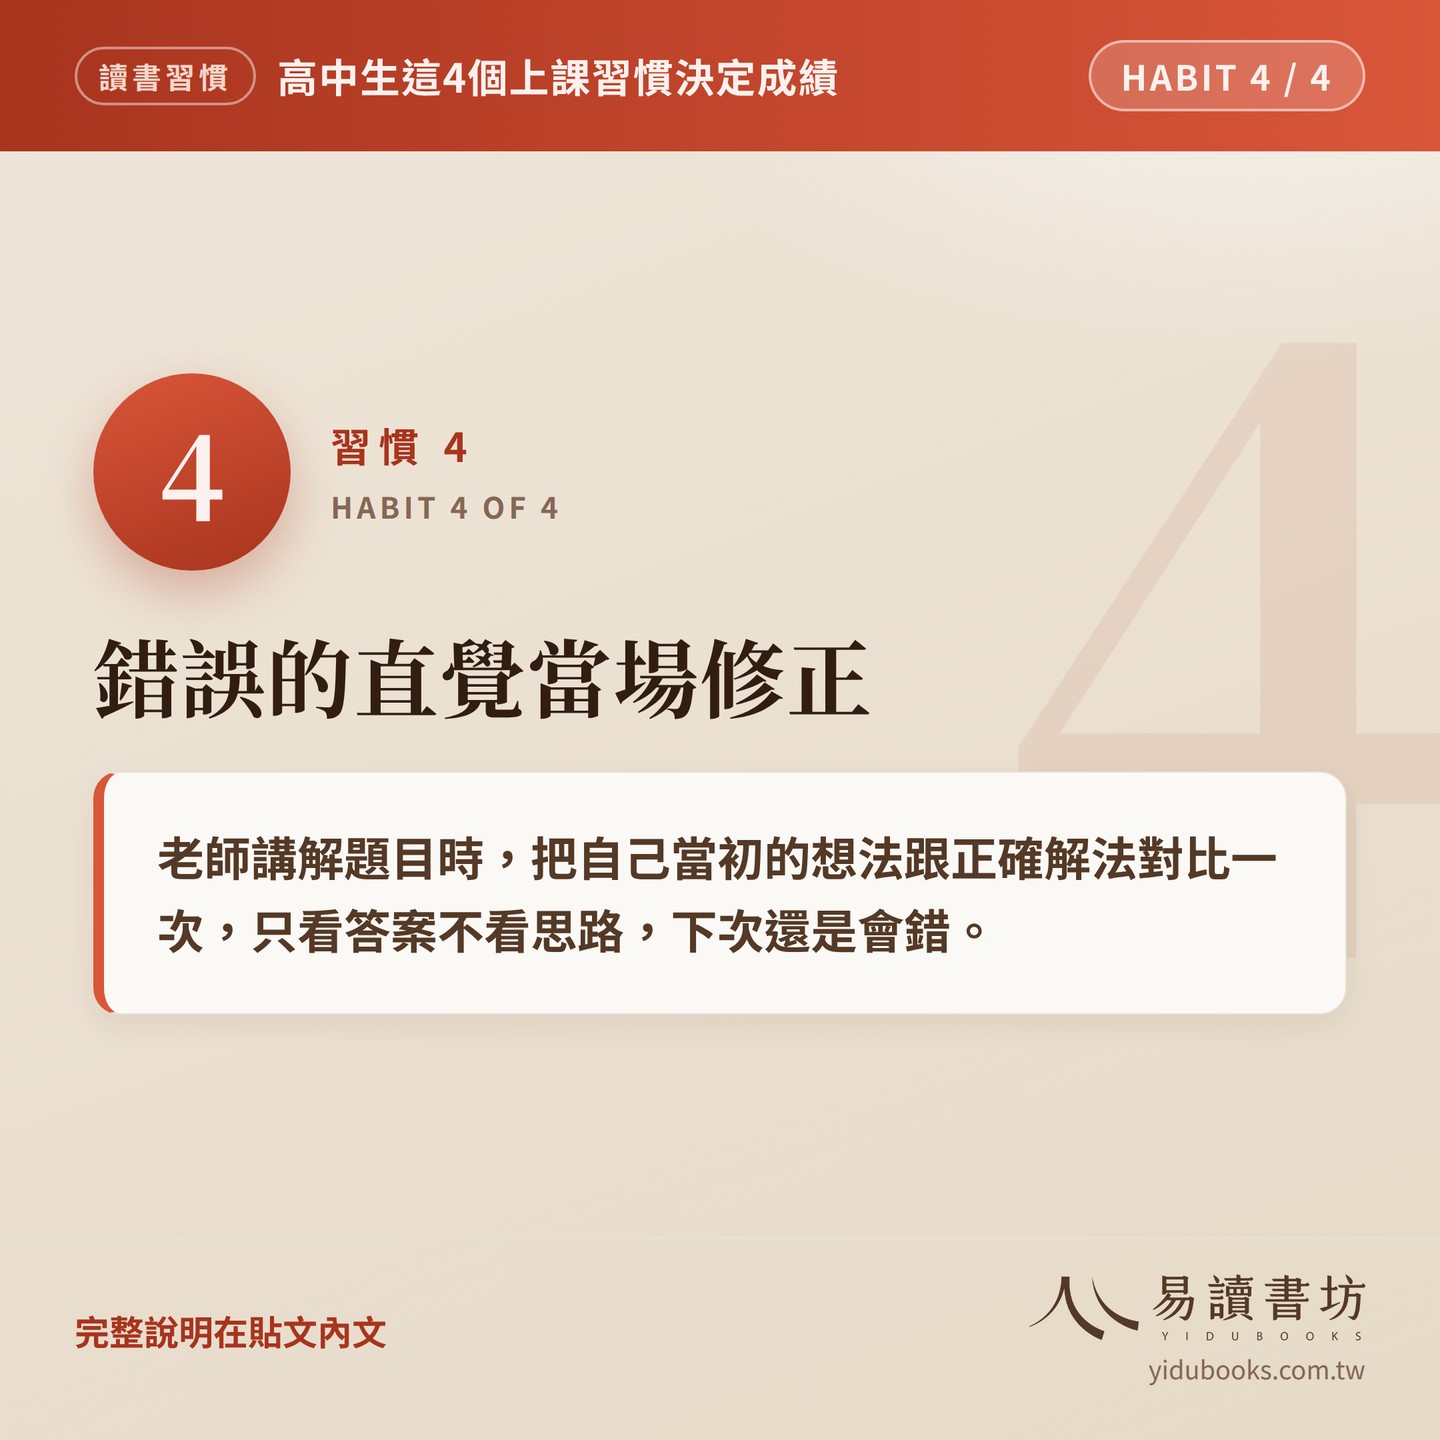 讀書習慣
高中生這4個上課習慣決定成績
HABIT 4 / 4
4
習慣 4
HABIT 4 OF 4
4
錯誤的直覺當場修正
老師講解題目時，把自己當初的想法跟正確解法對比一
次，只看答案不看思路，下次還是會錯。
完整說明在貼文內文
易讀書坊
YIDUBOOKS
yidubooks.com.tw